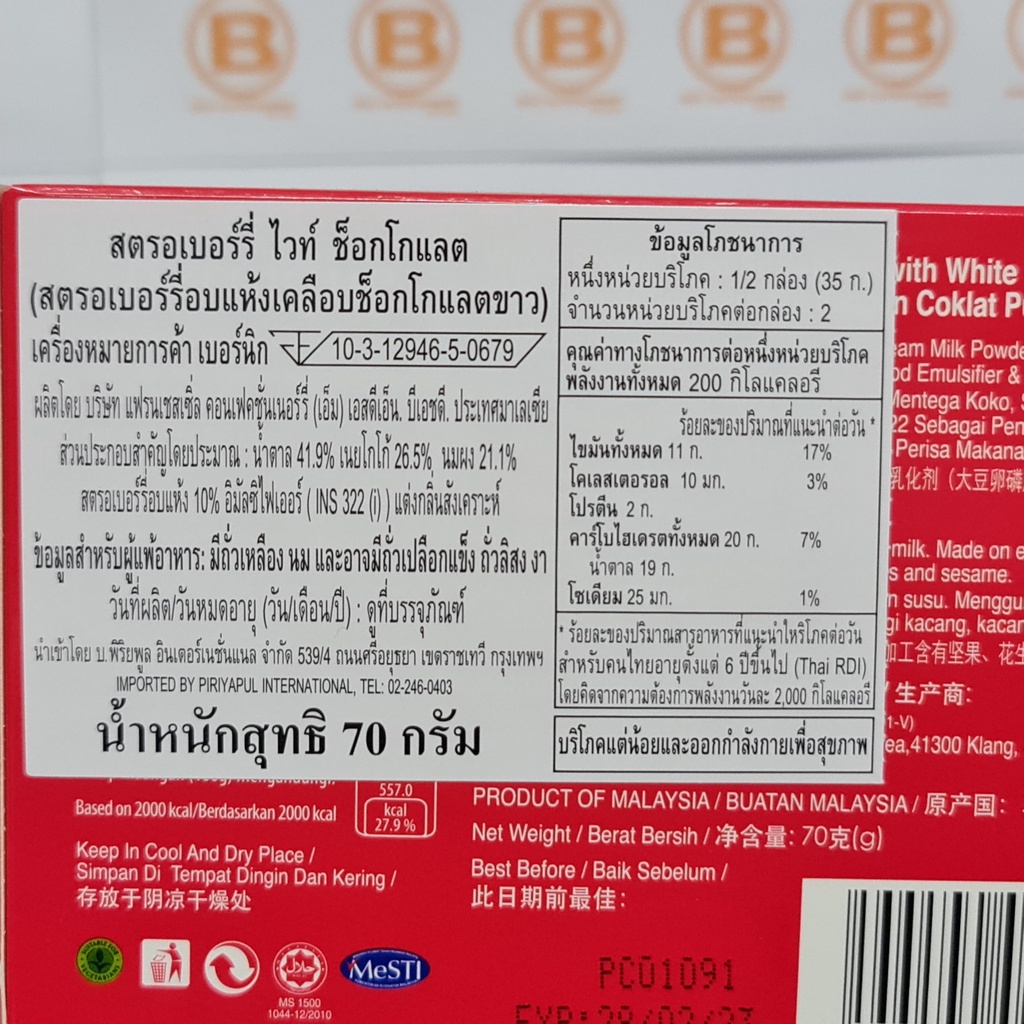 B B B B B
สตรอเบอร์รี่ ไวท์ ช็อกโกแลต
(สตรอเบอร์รี่อบแห้งเคลือบช็อกโกแลตขาว)
เครื่องหมายการค้า เบอร์นิก 10-3-12946-5-0679
ผลิตโดย บริษัท แฟรนเชสเซิ่ล คอนเฟคชั่นเนอร์รี่ (เอ็ม) เอสดีเอ็น. บีเอชดี. ประเทศมาเลเซีย
ส่วนประกอบสำคัญโดยประมาณ : น้ำตาล 41.9% เนยโกโก้ 26.5% นมผง 21.1%
สตรอเบอร์รี่อบแห้ง 10% อิมัลซิไฟเออร์ ( INS 322 (i) ) แต่งกลิ่นสังเคราะห์
ข้อมูลสำหรับผู้แพ้อาหาร: มีถั่วเหลือง นม และอาจมีถั่วเปลือกแข็ง ถั่วลิสง งา
วันที่ผลิต/วันหมดอายุ (วัน/เดือน/ปี) : ดูที่บรรจุภัณฑ์
นำเข้าโดย บ.พิริยพูล อินเตอร์เนชั่นแนล จำกัด 539/4 ถนนศรีอยุธยา เขตราชเทวี กรุงเทพฯ
IMPORTED BY PIRIYAPUL INTERNATIONAL, TEL: 02-246-0403
น้ำหนักสุทธิ 70 กรัม
ข้อมูลโภชนาการ
หนึ่งหน่วยบริโภค : 1/2 กล่อง (35 ก.)
จำนวนหน่วยบริโภคต่อกล่อง : 2
คุณค่าทางโภชนาการต่อหนึ่งหน่วยบริโภค
พลังงานทั้งหมด 200 กิโลแคลอรี
ร้อยละของปริมาณที่แนะนำต่อวัน *
ไขมันทั้งหมด 11 ก. 17%
โคเลสเตอรอล 10 มก. 3%
โปรตีน 2 ก.
คาร์โบไฮเดรตทั้งหมด 20 ก. 7%
น้ำตาล 19 ก.
โซเดียม 25 มก. 1%
* ร้อยละของปริมาณสารอาหารที่แนะนำให้ริโภคต่อวัน
สำหรับคนไทยอายุตั้งแต่ 6 ปีขึ้นไป (Thai RDI)
โดยคิดจากความต้องการพลังงานวันละ 2,000 กิโลแคลอรี่
บริโภคแต่น้อยและออกกำลังกายเพื่อสุขภาพ
with White
Coklat
Milk Powde
Emulsifier &
Mentega Koko,
22 Sebagai Pen
Perisa Makana
乳化剂 (大豆卵磷
milk. Made on e
s and sesame.
susu. Menggu
kacang, kacan
加工含有坚果、花生
生产商:
1-V)
41300 Klang,
557.0
kcal
27.9 %
Based on 2000 kcal/Berdasarkan 2000 kcal
Keep In Cool And Dry Place /
Simpan Di Tempat Dingin Dan Kering /
存放于阴凉干燥处
PRODUCT OF MALAYSIA / BUATAN MALAYSIA / 原产国:
Net Weight / Berat Bersih / 净含量: 70克(g)
Best Before / Baik Sebelum /
此日期前最佳:
SUITABLE FOR VEGETARIANS
حلال
MeSTI
MS 1500
1044-12/2010
PC01091
EXP: 28/02/23